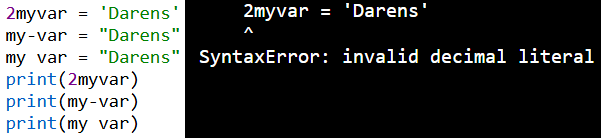 2myvar = 'Darens'
my-var = "Darens"
my var = "Darens"
print(2myvar)
print(my-var)
print(my var)
2myvar = 'Darens'
^
SyntaxError: invalid decimal literal